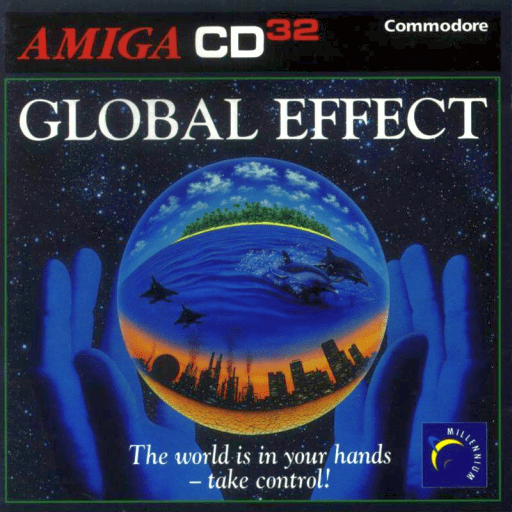 AMIGA CD32
Commodore
GLOBAL EFFECT
The world is in your hands
– take control!
MILLENNIUM